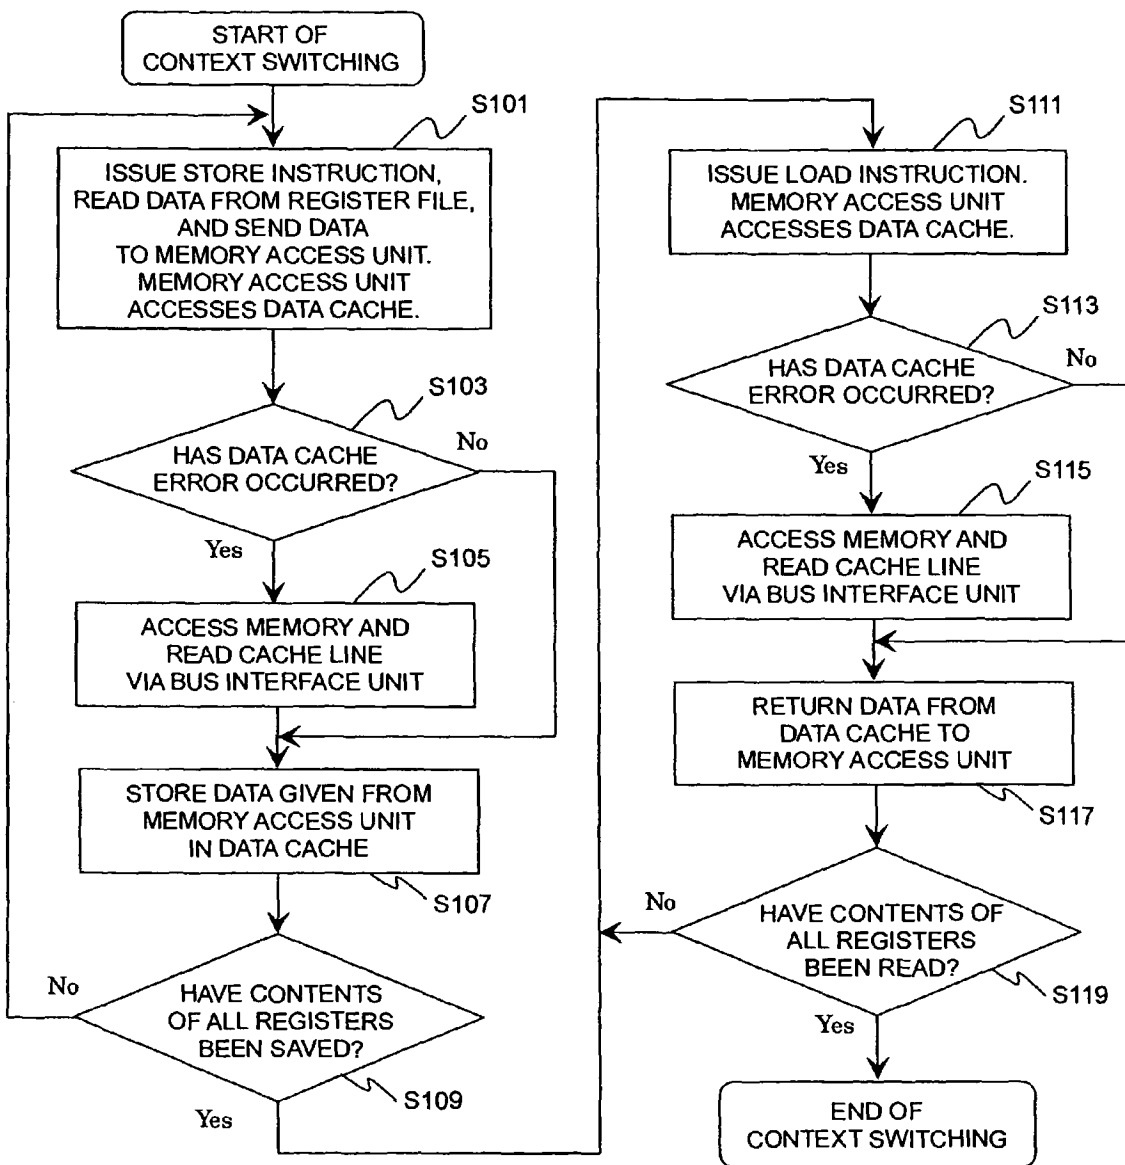 START OF
CONTEXT SWITCHING
S101
ISSUE STORE INSTRUCTION,
READ DATA FROM REGISTER FILE,
AND SEND DATA
TO MEMORY ACCESS UNIT.
MEMORY ACCESS UNIT
ACCESSES DATA CACHE.
S103
HAS DATA CACHE
ERROR OCCURRED?
No
Yes
S105
ACCESS MEMORY AND
READ CACHE LINE
VIA BUS INTERFACE UNIT
STORE DATA GIVEN FROM
MEMORY ACCESS UNIT
IN DATA CACHE
S107
No
HAVE CONTENTS
OF ALL REGISTERS
BEEN SAVED?
S109
Yes
S111
ISSUE LOAD INSTRUCTION.
MEMORY ACCESS UNIT
ACCESSES DATA CACHE.
S113
HAS DATA CACHE
ERROR OCCURRED?
No
Yes
S115
ACCESS MEMORY AND
READ CACHE LINE
VIA BUS INTERFACE UNIT
RETURN DATA FROM
DATA CACHE TO
MEMORY ACCESS UNIT
S117
No
HAVE CONTENTS OF
ALL REGISTERS
BEEN READ?
S119
Yes
END OF
CONTEXT SWITCHING